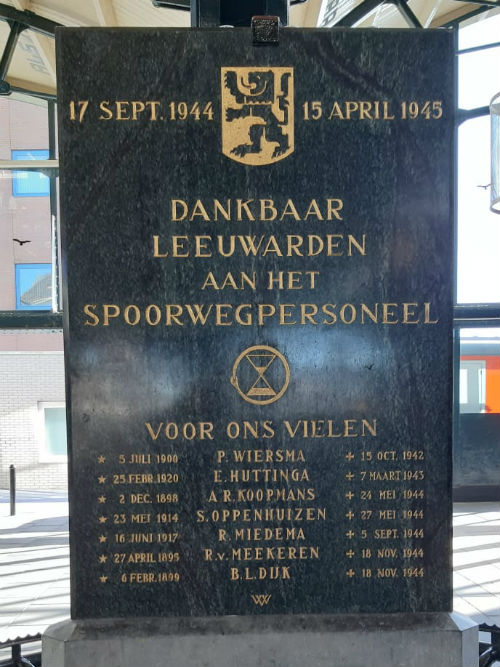 17 SEPT. 1944 15 APRIL 1945
DANKBAAR
LEEUWARDEN
AAN HET
SPOORWEGPERSONEEL
VOOR ONS VIELEN
* 5 JULI 1900 P. WIERSMA + 15 OCT. 1942
* 25 FEBR. 1920 E. HUTTINGA + 7 MAART 1943
* 2 DEC. 1898 A.R. KOOPMANS + 24 MEI 1944
* 23 MEI 1914 S. OPPENHUIZEN + 27 MEI 1944
* 16 JUNI 1917 R. MIEDEMA + 5 SEPT. 1944
* 27 APRIL 1895 R.v. MEEKEREN + 18 NOV. 1944
* 6 FEBR. 1899 B.L. DIJK + 18 NOV. 1944